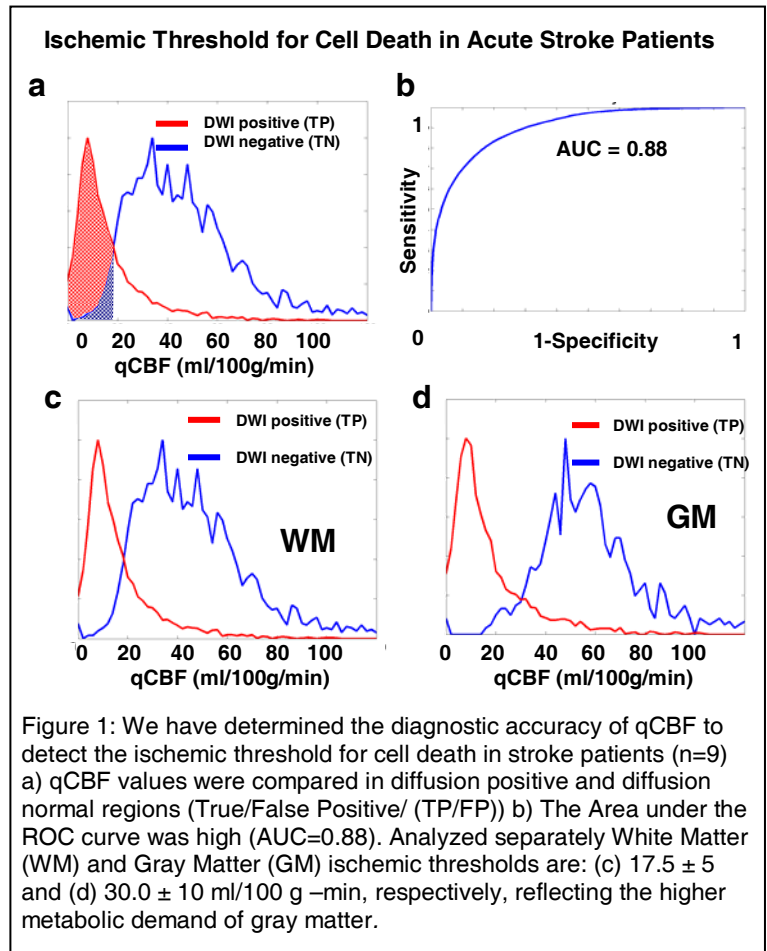 Ischemic Threshold for Cell Death in Acute Stroke Patients
a
DWI positive (TP)
DWI negative (TN)
0 20 40 60 80 100
qCBF (ml/100g/min)
b
1
AUC = 0.88
Sensitivity
0 1-Specificity 1
c
DWI positive (TP)
DWI negative (TN)
WM
0 20 40 60 80 100
qCBF (ml/100g/min)
d
DWI positive (TP)
DWI negative (TN)
GM
0 20 40 60 80 100
qCBF (ml/100g/min)
Figure 1: We have determined the diagnostic accuracy of qCBF to
detect the ischemic threshold for cell death in stroke patients (n=9)
a) qCBF values were compared in diffusion positive and diffusion
normal regions (True/False Positive/ (TP/FP)) b) The Area under the
ROC curve was high (AUC=0.88). Analyzed separately White Matter
(WM) and Gray Matter (GM) ischemic thresholds are: (c) 17.5 ± 5
and (d) 30.0 ± 10 ml/100 g –min, respectively, reflecting the higher
metabolic demand of gray matter.